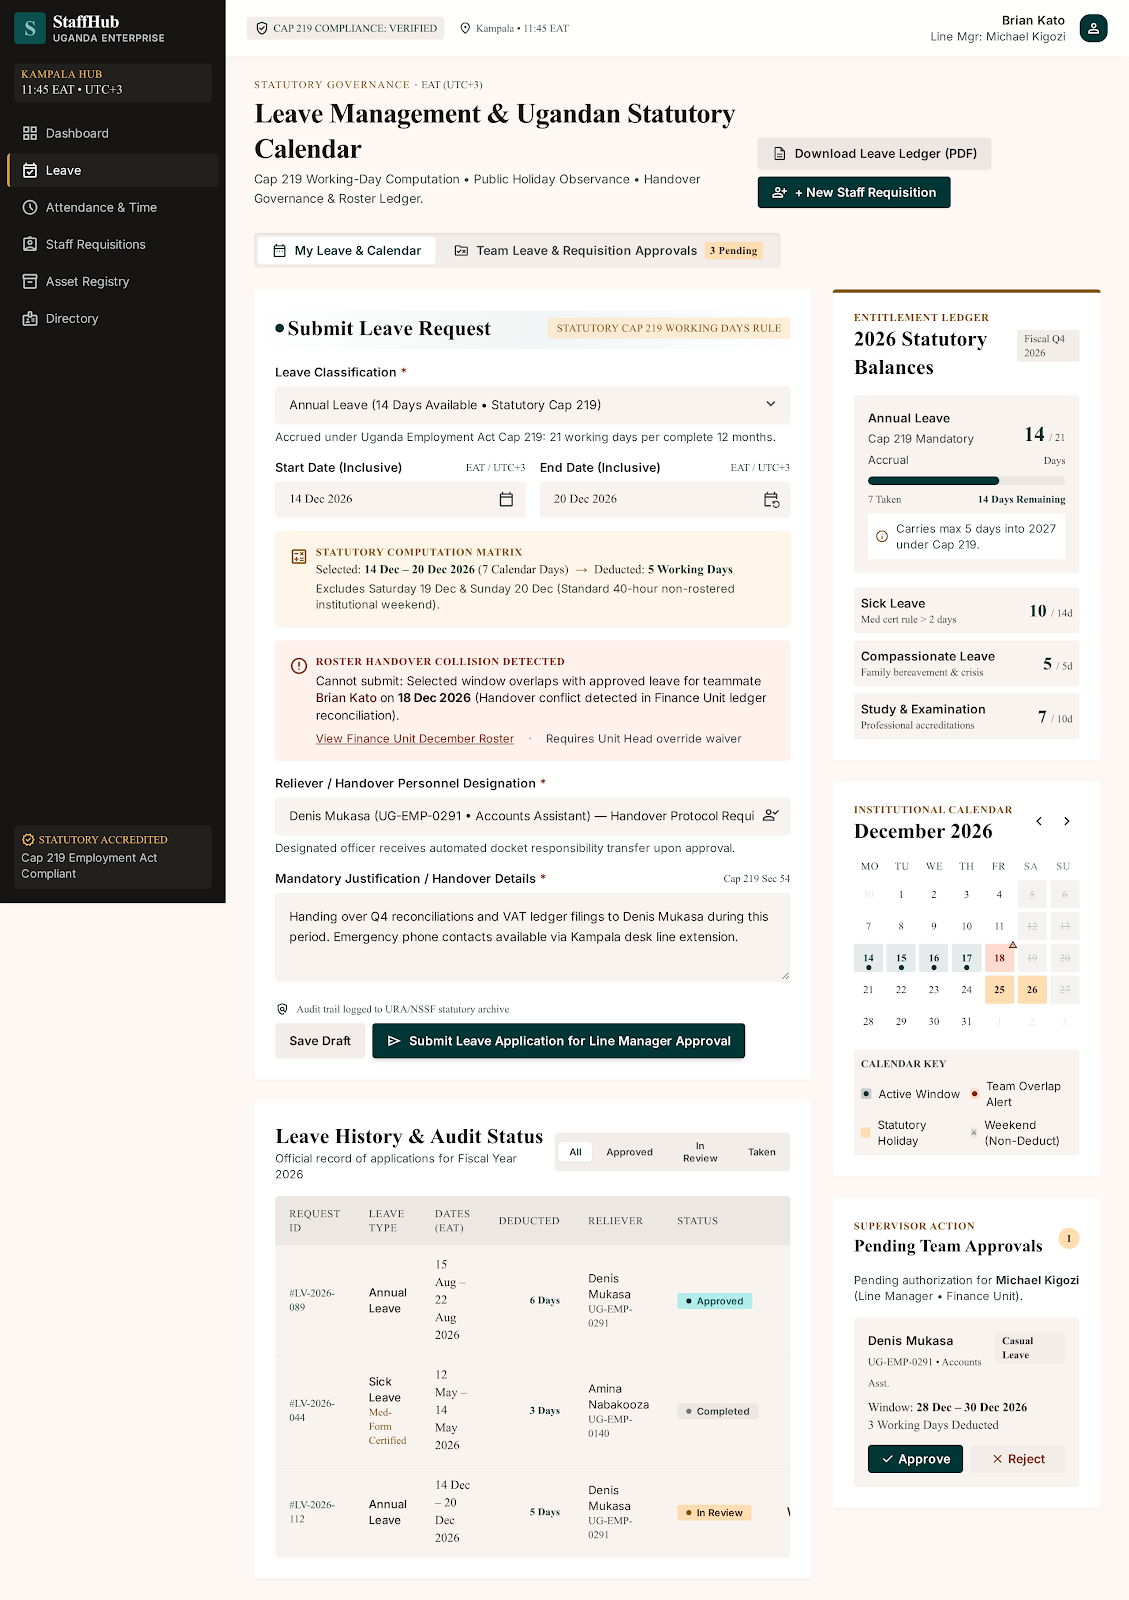 S
StaffHub
UGANDA ENTERPRISE
KAMPALA HUB
11:45 EAT • UTC+3
Dashboard
Leave
Attendance & Time
Staff Requisitions
Asset Registry
Directory
STATUTORY ACCREDITED
Cap 219 Employment Act
Compliant
CAP 219 COMPLIANCE: VERIFIED
Kampala • 11:45 EAT
Brian Kato
Line Mgr: Michael Kigozi
STATUTORY GOVERNANCE • EAT (UTC+3)
Leave Management & Ugandan Statutory
Calendar
Cap 219 Working-Day Computation • Public Holiday Observance • Handover
Governance & Roster Ledger.
Download Leave Ledger (PDF)
+ New Staff Requisition
My Leave & Calendar
Team Leave & Requisition Approvals
3 Pending
Submit Leave Request
STATUTORY CAP 219 WORKING DAYS RULE
Leave Classification *
Annual Leave (14 Days Available • Statutory Cap 219)
Accrued under Uganda Employment Act Cap 219: 21 working days per complete 12 months.
Start Date (Inclusive)
EAT / UTC+3
14 Dec 2026
End Date (Inclusive)
EAT / UTC+3
20 Dec 2026
STATUTORY COMPUTATION MATRIX
Selected: 14 Dec – 20 Dec 2026 (7 Calendar Days) → Deducted: 5 Working Days
Excludes Saturday 19 Dec & Sunday 20 Dec (Standard 40-hour non-rostered
institutional weekend).
ROSTER HANDOVER COLLISION DETECTED
Cannot submit: Selected window overlaps with approved leave for teammate
Brian Kato on 18 Dec 2026 (Handover conflict detected in Finance Unit ledger
reconciliation).
View Finance Unit December Roster • Requires Unit Head override waiver
Reliever / Handover Personnel Designation *
Denis Mukasa (UG-EMP-0291 • Accounts Assistant) — Handover Protocol Requi
Designated officer receives automated docket responsibility transfer upon approval.
Mandatory Justification / Handover Details *
Cap 219 Sec 54
Handing over Q4 reconciliations and VAT ledger filings to Denis Mukasa during this
period. Emergency phone contacts available via Kampala desk line extension.
Audit trail logged to URA/NSSF statutory archive
Save Draft
Submit Leave Application for Line Manager Approval
Leave History & Audit Status
Official record of applications for Fiscal Year
2026
All
Approved
In
Review
Taken
REQUEST
ID
LEAVE
TYPE
DATES
(EAT)
DEDUCTED
RELIEVER
STATUS
#LV-2026-
089
Annual
Leave
15
Aug –
22
Aug
2026
6 Days
Denis
Mukasa
UG-EMP-
0291
Approved
#LV-2026-
044
Sick
Leave
Med-
Form
Certified
12
May –
14
May
2026
3 Days
Amina
Nabakooza
UG-EMP-
0140
Completed
#LV-2026-
112
Annual
Leave
14 Dec
– 20
Dec
2026
5 Days
Denis
Mukasa
UG-EMP-
0291
In Review
ENTITLEMENT LEDGER
2026 Statutory
Balances
Fiscal Q4
2026
Annual Leave
Cap 219 Mandatory
Accrual
14 / 21
Days
7 Taken
14 Days Remaining
Carries max 5 days into 2027
under Cap 219.
Sick Leave
Med cert rule > 2 days
10 / 14d
Compassionate Leave
Family bereavement & crisis
5 / 5d
Study & Examination
Professional accreditations
7 / 10d
INSTITUTIONAL CALENDAR
December 2026
MO TU WE TH FR SA SU
30 1 2 3 4 5 6
7 8 9 10 11 12 13
14 15 16 17 18 19 20
21 22 23 24 25 26 27
28 29 30 31 1 2 3
CALENDAR KEY
Active Window
Team Overlap
Alert
Statutory
Holiday
Weekend
(Non-Deduct)
SUPERVISOR ACTION
Pending Team Approvals
1
Pending authorization for Michael Kigozi
(Line Manager • Finance Unit).
Denis Mukasa
UG-EMP-0291 • Accounts
Asst.
Casual
Leave
Window: 28 Dec – 30 Dec 2026
3 Working Days Deducted
Approve
Reject